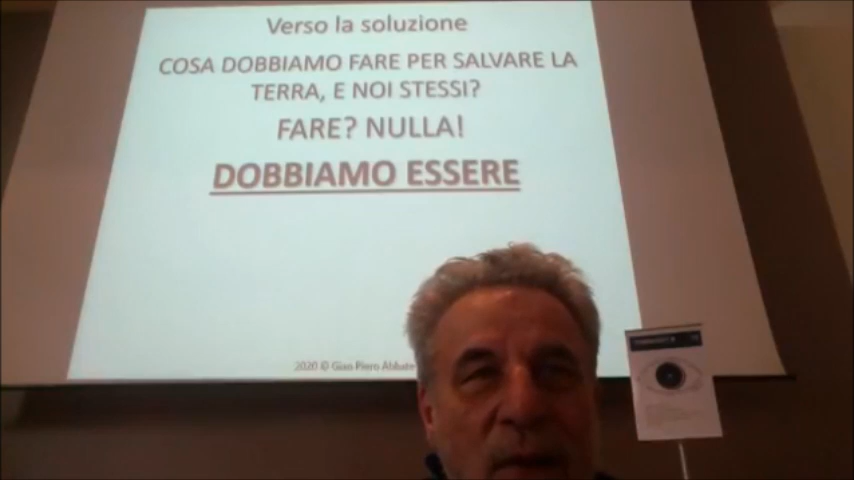 Verso la soluzione
COSA DOBBIAMO FARE PER SALVARE LA
TERRA, E NOI STESSI?
FARE? NULLA!
DOBBIAMO ESSERE
2020 © Gian Piero Abbate